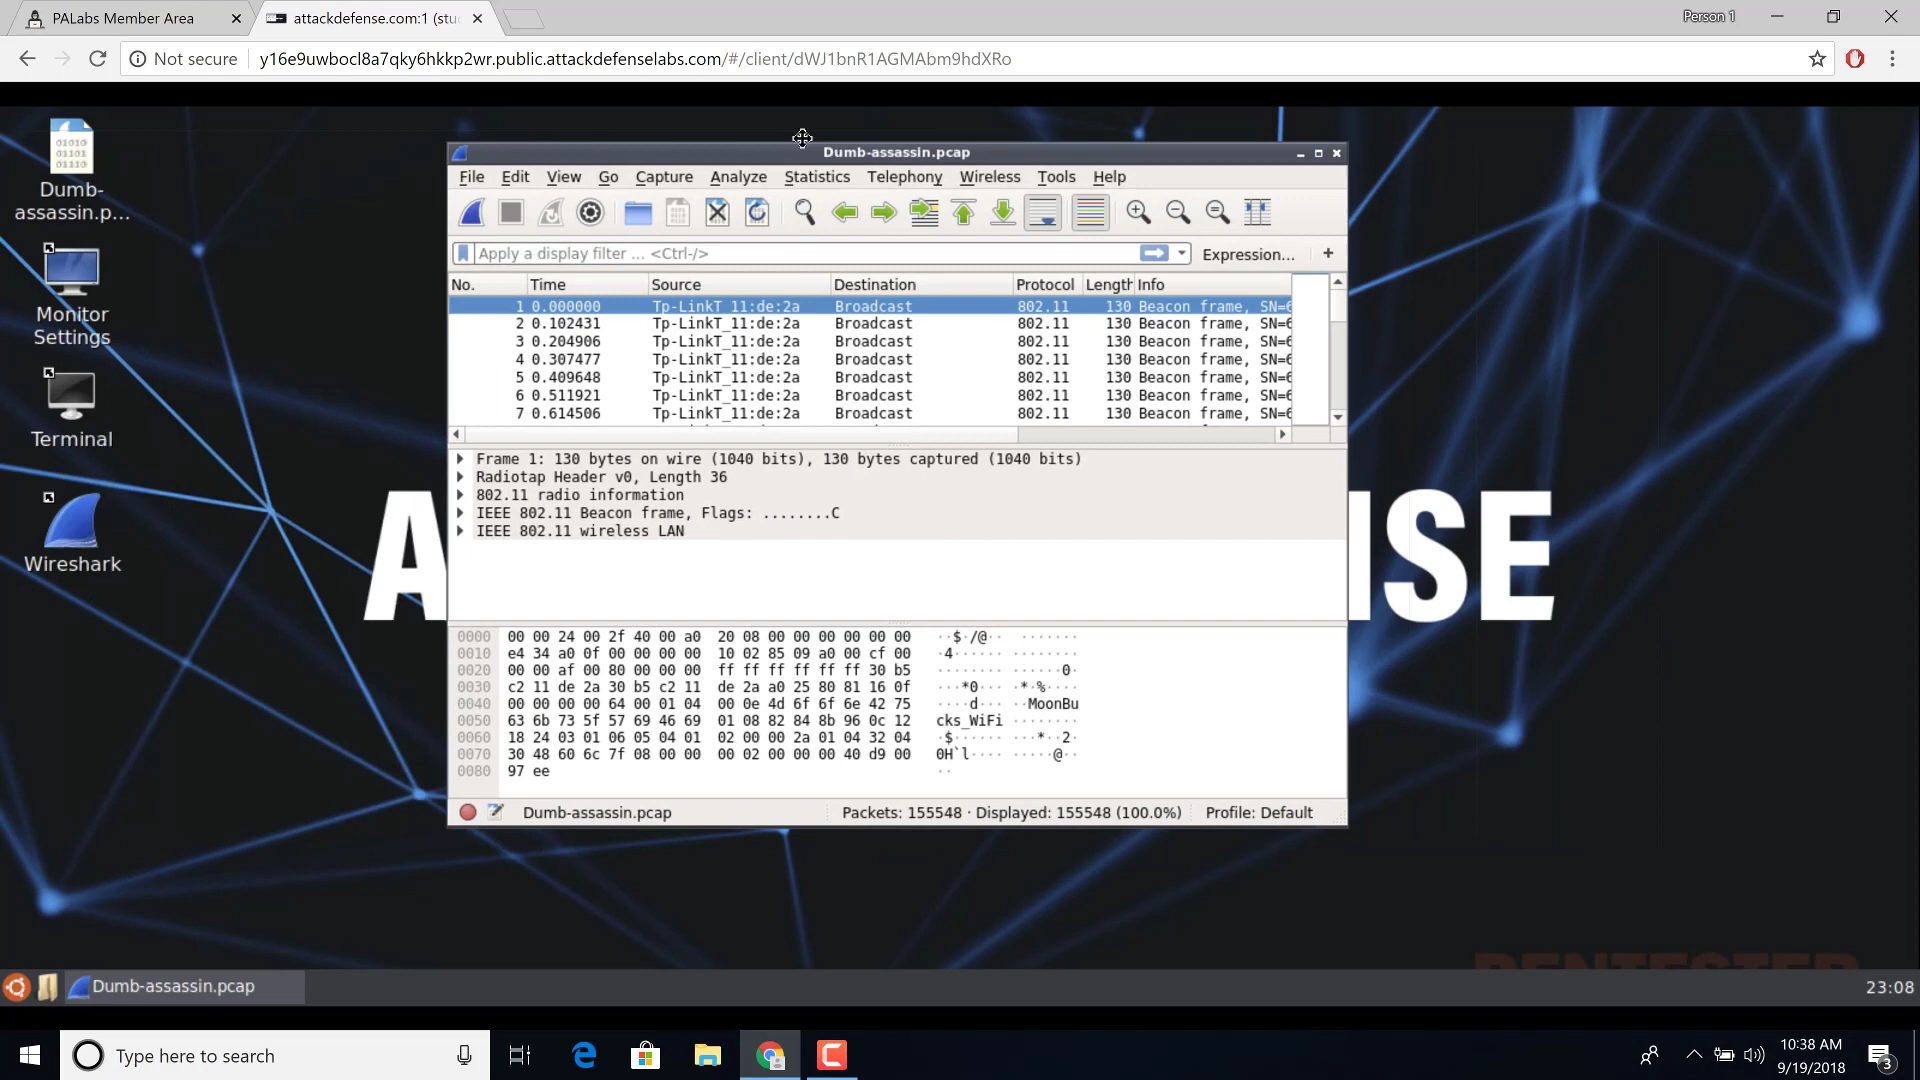 PALabs Member Area
attackdefense.com:1 (stud
Person 1
Not secure
y16e9uwbocl8a7qky6hkkp2wr.public.attackdefenselabs.com/#/client/dWJ1bnR1AGMAbm9hdXRo
Dumb-
assassin.p...
Monitor
Settings
Terminal
Wireshark
Dumb-assassin.pcap
File Edit View Go Capture Analyze Statistics Telephony Wireless Tools Help
Apply a display filter ... <Ctrl-/>
Expression...
No. Time Source Destination Protocol Length Info
1 0.000000 Tp-LinkT_11:de:2a Broadcast 802.11 130 Beacon frame, SN=6
2 0.102431 Tp-LinkT_11:de:2a Broadcast 802.11 130 Beacon frame, SN=6
3 0.204906 Tp-LinkT_11:de:2a Broadcast 802.11 130 Beacon frame, SN=6
4 0.307477 Tp-LinkT_11:de:2a Broadcast 802.11 130 Beacon frame, SN=6
5 0.409648 Tp-LinkT_11:de:2a Broadcast 802.11 130 Beacon frame, SN=6
6 0.511921 Tp-LinkT_11:de:2a Broadcast 802.11 130 Beacon frame, SN=6
7 0.614506 Tp-LinkT_11:de:2a Broadcast 802.11 130 Beacon frame, SN=6
Frame 1: 130 bytes on wire (1040 bits), 130 bytes captured (1040 bits)
Radiotap Header v0, Length 36
802.11 radio information
IEEE 802.11 Beacon frame, Flags: ........C
IEEE 802.11 wireless LAN
A
ISE
0000 00 00 24 00 2f 40 00 a0 20 08 00 00 00 00 00 00 ··$·/@·· ·······
0010 e4 34 a0 0f 00 00 00 00 10 02 85 09 a0 00 cf 00 ·4······ ········
0020 00 00 af 00 80 00 00 00 ff ff ff ff ff ff 30 b5 ········ ······0·
0030 c2 11 de 2a 30 b5 c2 11 de 2a a0 25 80 81 16 0f ···*0··· ·*·%····
0040 00 00 00 00 64 00 01 04 00 0e 4d 6f 6f 6e 42 75 ····d··· ··MoonBu
0050 63 6b 73 5f 57 69 46 69 01 08 82 84 8b 96 0c 12 cks_WiFi ········
0060 18 24 03 01 06 05 04 01 02 00 00 2a 01 04 32 04 ·$······ ···*··2·
0070 30 48 60 6c 7f 08 00 00 00 02 00 00 00 40 d9 00 0H`l···· ·····@··
0080 97 ee ··
Dumb-assassin.pcap
Packets: 155548 · Displayed: 155548 (100.0%)
Profile: Default
PENTESTER
Dumb-assassin.pcap
23:08
Type here to search
10:38 AM
9/19/2018
3